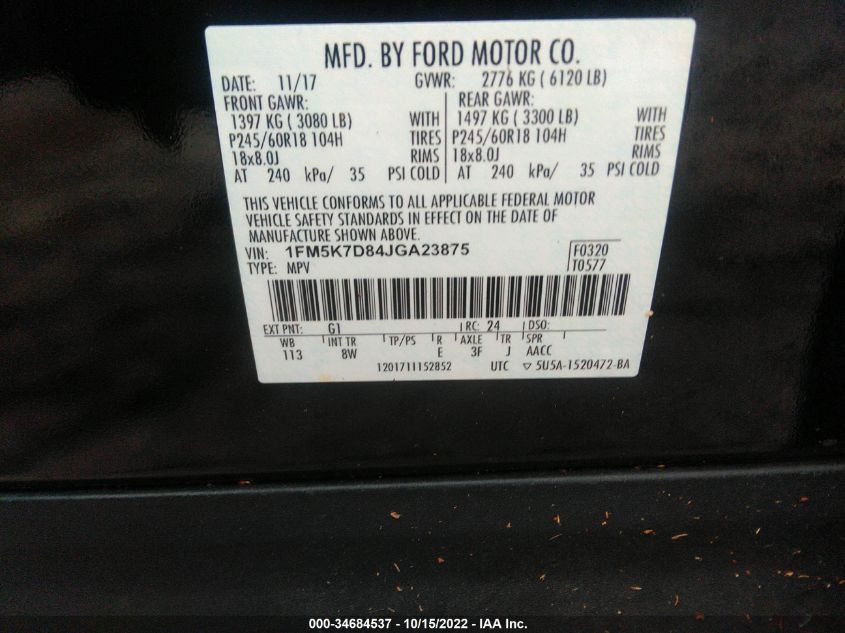 MFD. BY FORD MOTOR CO.
DATE: 11/17 GVWR: 2776 KG ( 6120 LB)
FRONT GAWR: REAR GAWR:
1397 KG ( 3080 LB) WITH 1497 KG ( 3300 LB) WITH
P245/60R18 104H TIRES P245/60R18 104H TIRES
18x8.0J RIMS 18x8.0J RIMS
AT 240 kPa/ 35 PSI COLD AT 240 kPa/ 35 PSI COLD
THIS VEHICLE CONFORMS TO ALL APPLICABLE FEDERAL MOTOR
VEHICLE SAFETY STANDARDS IN EFFECT ON THE DATE OF
MANUFACTURE SHOWN ABOVE.
VIN: 1FM5K7D84JGA23875 F0320
TYPE: MPV T0577
EXT PNT: G1 RC: 24 DSO:
WB INT TR TP/PS R AXLE TR SPR
113 8W E 3F J AACC
1201711152852 UTC ▽ 5U5A-1520472-BA
000-34684537 - 10/15/2022 - IAA Inc.